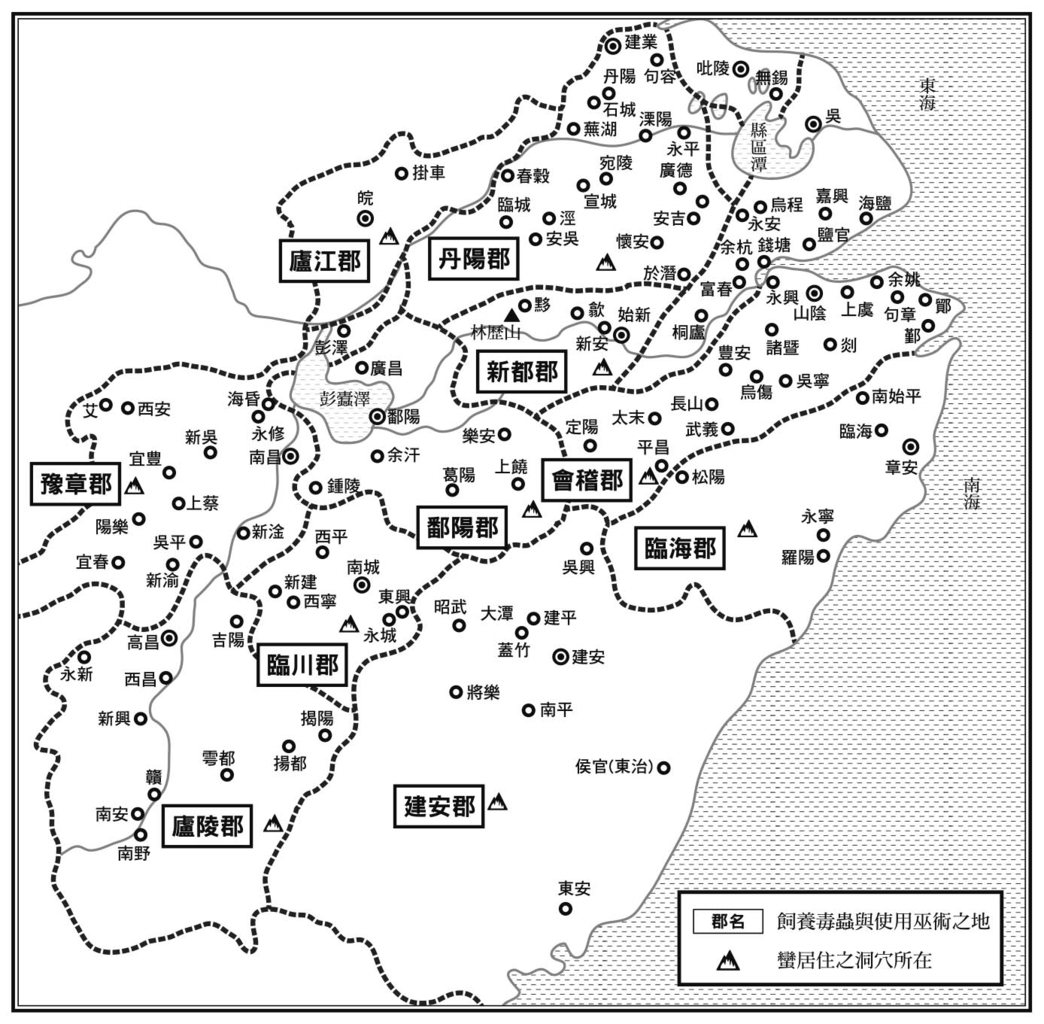 建業
句容
丹陽
石城
蕪湖
溧陽
永平
吡陵
無錫
吳
縣區潭
東海
掛車
皖
廬江郡
春穀
宛陵
宣城
臨城
涇
安吳
懷安
廣德
安吉
於潛
丹陽郡
烏程
永安
嘉興
海鹽
鹽官
余杭
錢塘
富春
桐廬
永興
山陰
上虞
余姚
句章
鄮
鄞
剡
諸暨
豊安
烏傷
吳寧
長山
武義
太末
定陽
平昌
松陽
會稽郡
黟
林歷山
歙
始新
新安
新都郡
彭澤
廣昌
彭蠡澤
鄱陽
樂安
余汗
葛陽
上饒
鍾陵
鄱陽郡
南始平
臨海
章安
南海
永寧
羅陽
臨海郡
艾
西安
海昏
永修
新吳
南昌
宜豊
上蔡
陽樂
吳平
新淦
宜春
新渝
豫章郡
西平
南城
新建
西寧
東興
永城
臨川郡
吳興
昭武
大潭
建平
蓋竹
建安
將樂
南平
侯官(東治)
東安
建安郡
高昌
吉陽
永新
西昌
新興
揭陽
揚都
雩都
贛
南安
南野
廬陵郡
郡名 飼養毒蟲與使用巫術之地
蠻居住之洞穴所在